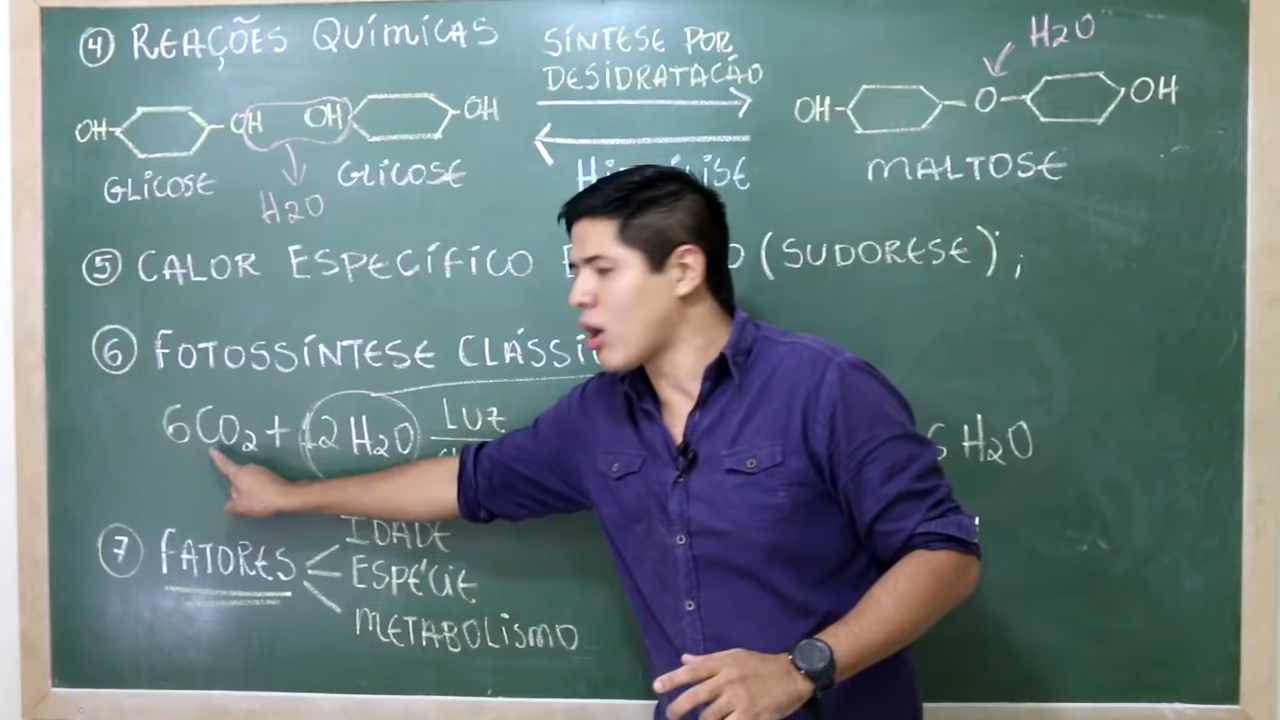 4 REAÇÕES QUÍMICAS
SÍNTESE POR
DESIDRATAÇÃO
H2O
OH OH OH OH
OH O OH
GLICOSE GLICOSE
H2O
MALTOSE
5 CALOR ESPECÍFICO (SUDORESE);
6 FOTOSSÍNTESE
6CO2 + 12 H2O LUZ
6 H2O
7 FATORES
IDADE
ESPÉCIE
METABOLISMO